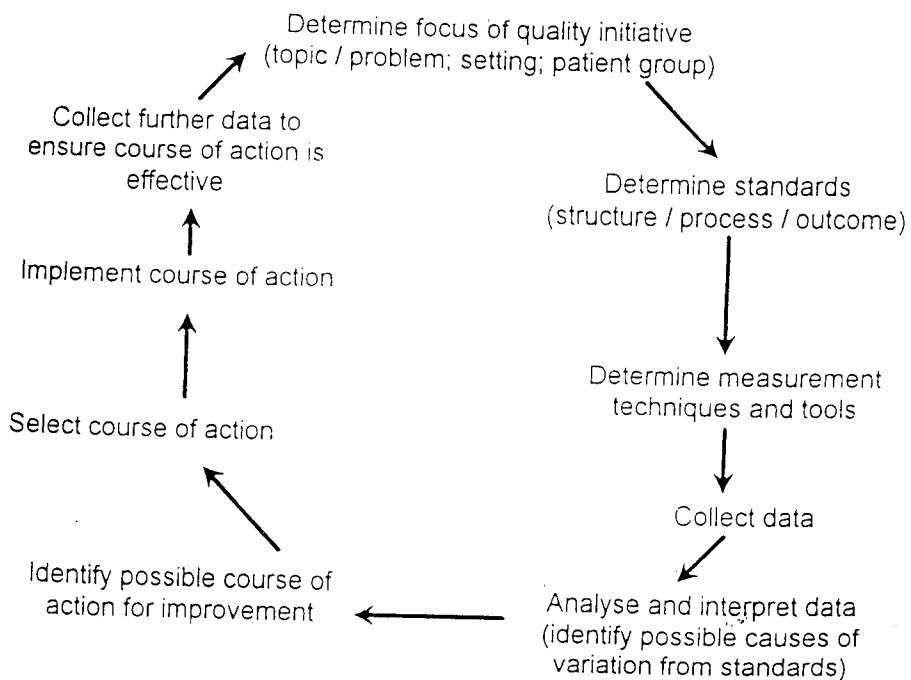 Determine focus of quality initiative
(topic / problem; setting; patient group)
Determine standards
(structure / process / outcome)
Determine measurement
techniques and tools
Collect data
Analyse and interpret data
(identify possible causes of
variation from standards)
Identify possible course of
action for improvement
Select course of action
Implement course of action
Collect further data to
ensure course of action is
effective